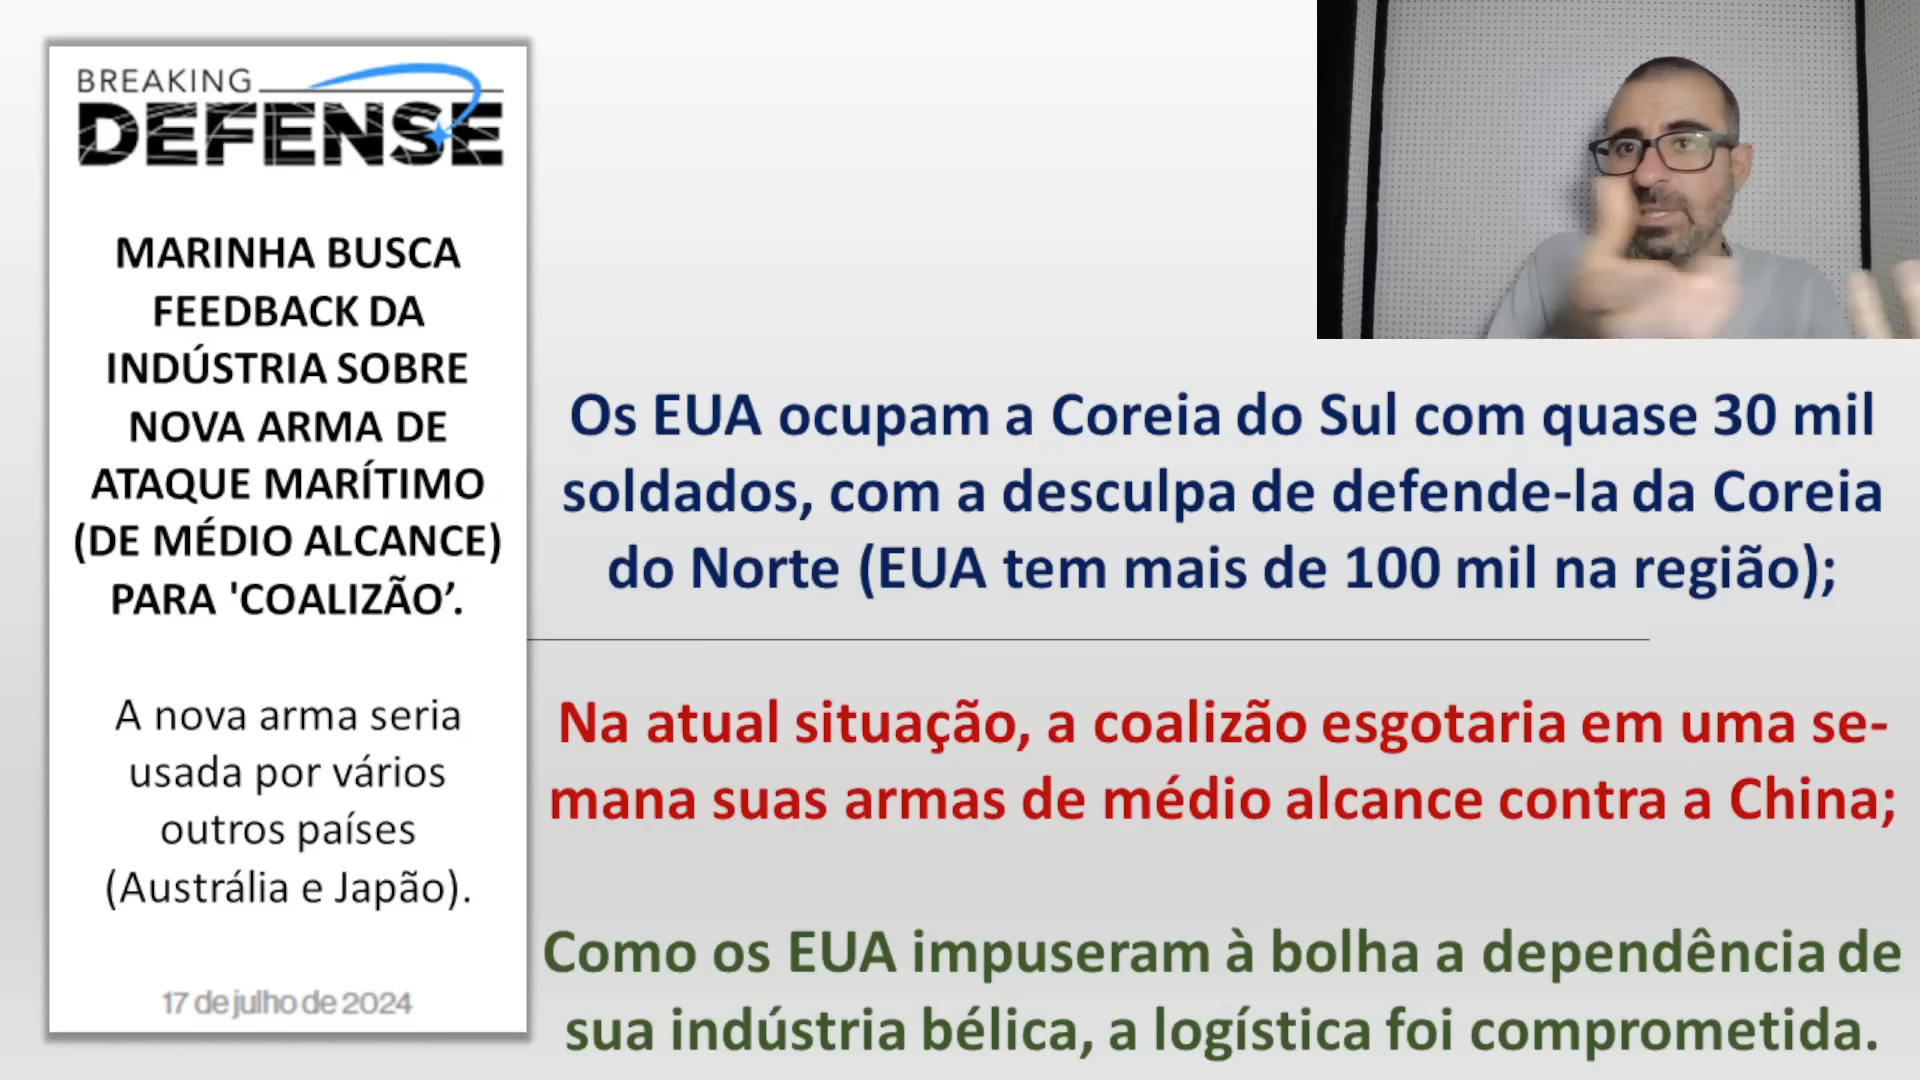 BREAKING
DEFENSE
MARINHA BUSCA
FEEDBACK DA
INDÚSTRIA SOBRE
NOVA ARMA DE
ATAQUE MARÍTIMO
(DE MÉDIO ALCANCE)
PARA 'COALIZÃO’.
A nova arma seria
usada por vários
outros países
(Austrália e Japão).
17 de julho de 2024
Os EUA ocupam a Coreia do Sul com quase 30 mil
soldados, com a desculpa de defende-la da Coreia
do Norte (EUA tem mais de 100 mil na região);
Na atual situação, a coalizão esgotaria em uma se-
mana suas armas de médio alcance contra a China;
Como os EUA impuseram à bolha a dependência de
sua indústria bélica, a logística foi comprometida.